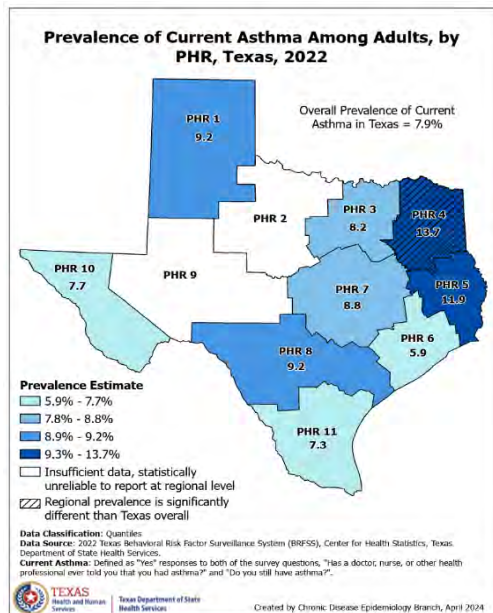 Prevalence of Current Asthma Among Adults, by
PHR, Texas, 2022
Overall Prevalence of Current
Asthma in Texas = 7.9%
PHR 1
9.2
PHR 2
PHR 3
8.2
PHR 4
13.7
PHR 5
11.9
PHR 10
7.7
PHR 9
PHR 7
8.8
PHR 6
5.9
PHR 8
9.2
PHR 11
7.3
Prevalence Estimate
5.9% - 7.7%
7.8% - 8.8%
8.9% - 9.2%
9.3% - 13.7%
Insufficient data, statistically
unreliable to report at regional level
Regional prevalence is significantly
different than Texas overall
Data Classification: Quantiles
Data Source: 2022 Texas Behavioral Risk Factor Surveillance System (BRFSS), Center for Health Statistics, Texas
Department of State Health Services.
Current Asthma: Defined as "Yes" responses to both of the survey questions, "Has a doctor, nurse, or other health
professional ever told you that you had asthma?" and "Do you still have asthma?".
TEXAS
Health and Human
Services
Texas Department of State
Health Services
Created by Chronic Disease Epidemiology Branch, April 2024